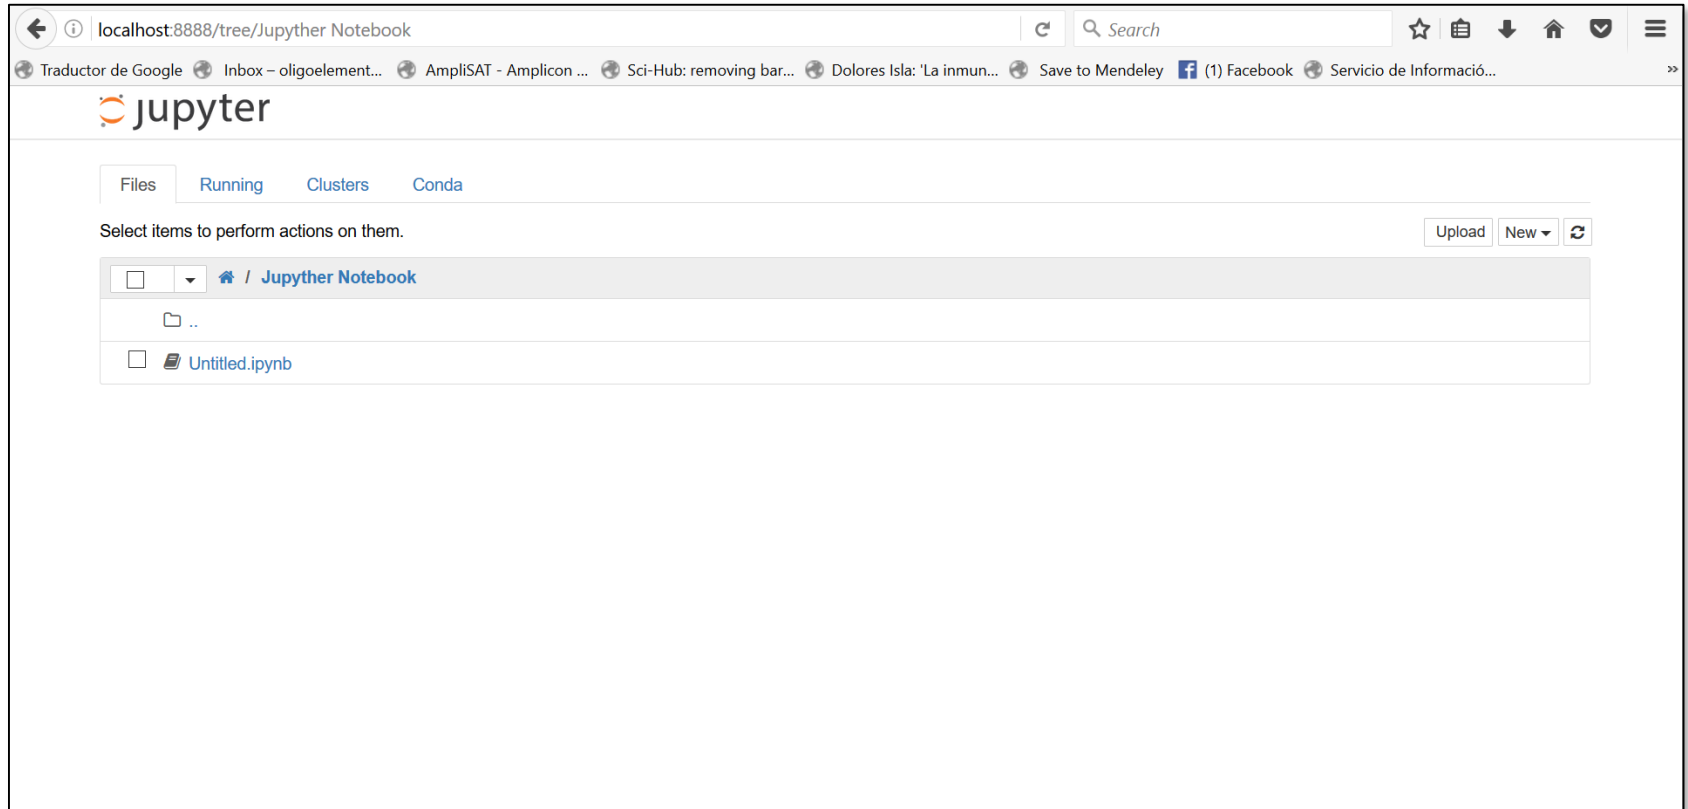 localhost:8888/tree/Jupyther Notebook Search
Traductor de Google Inbox – oligoelement... AmpliSAT - Amplicon ... Sci-Hub: removing bar... Dolores Isla: 'La inmun... Save to Mendeley (1) Facebook Servicio de Informació... »
jupyter
Files Running Clusters Conda
Select items to perform actions on them. Upload New
/ Jupyther Notebook
..
Untitled.ipynb